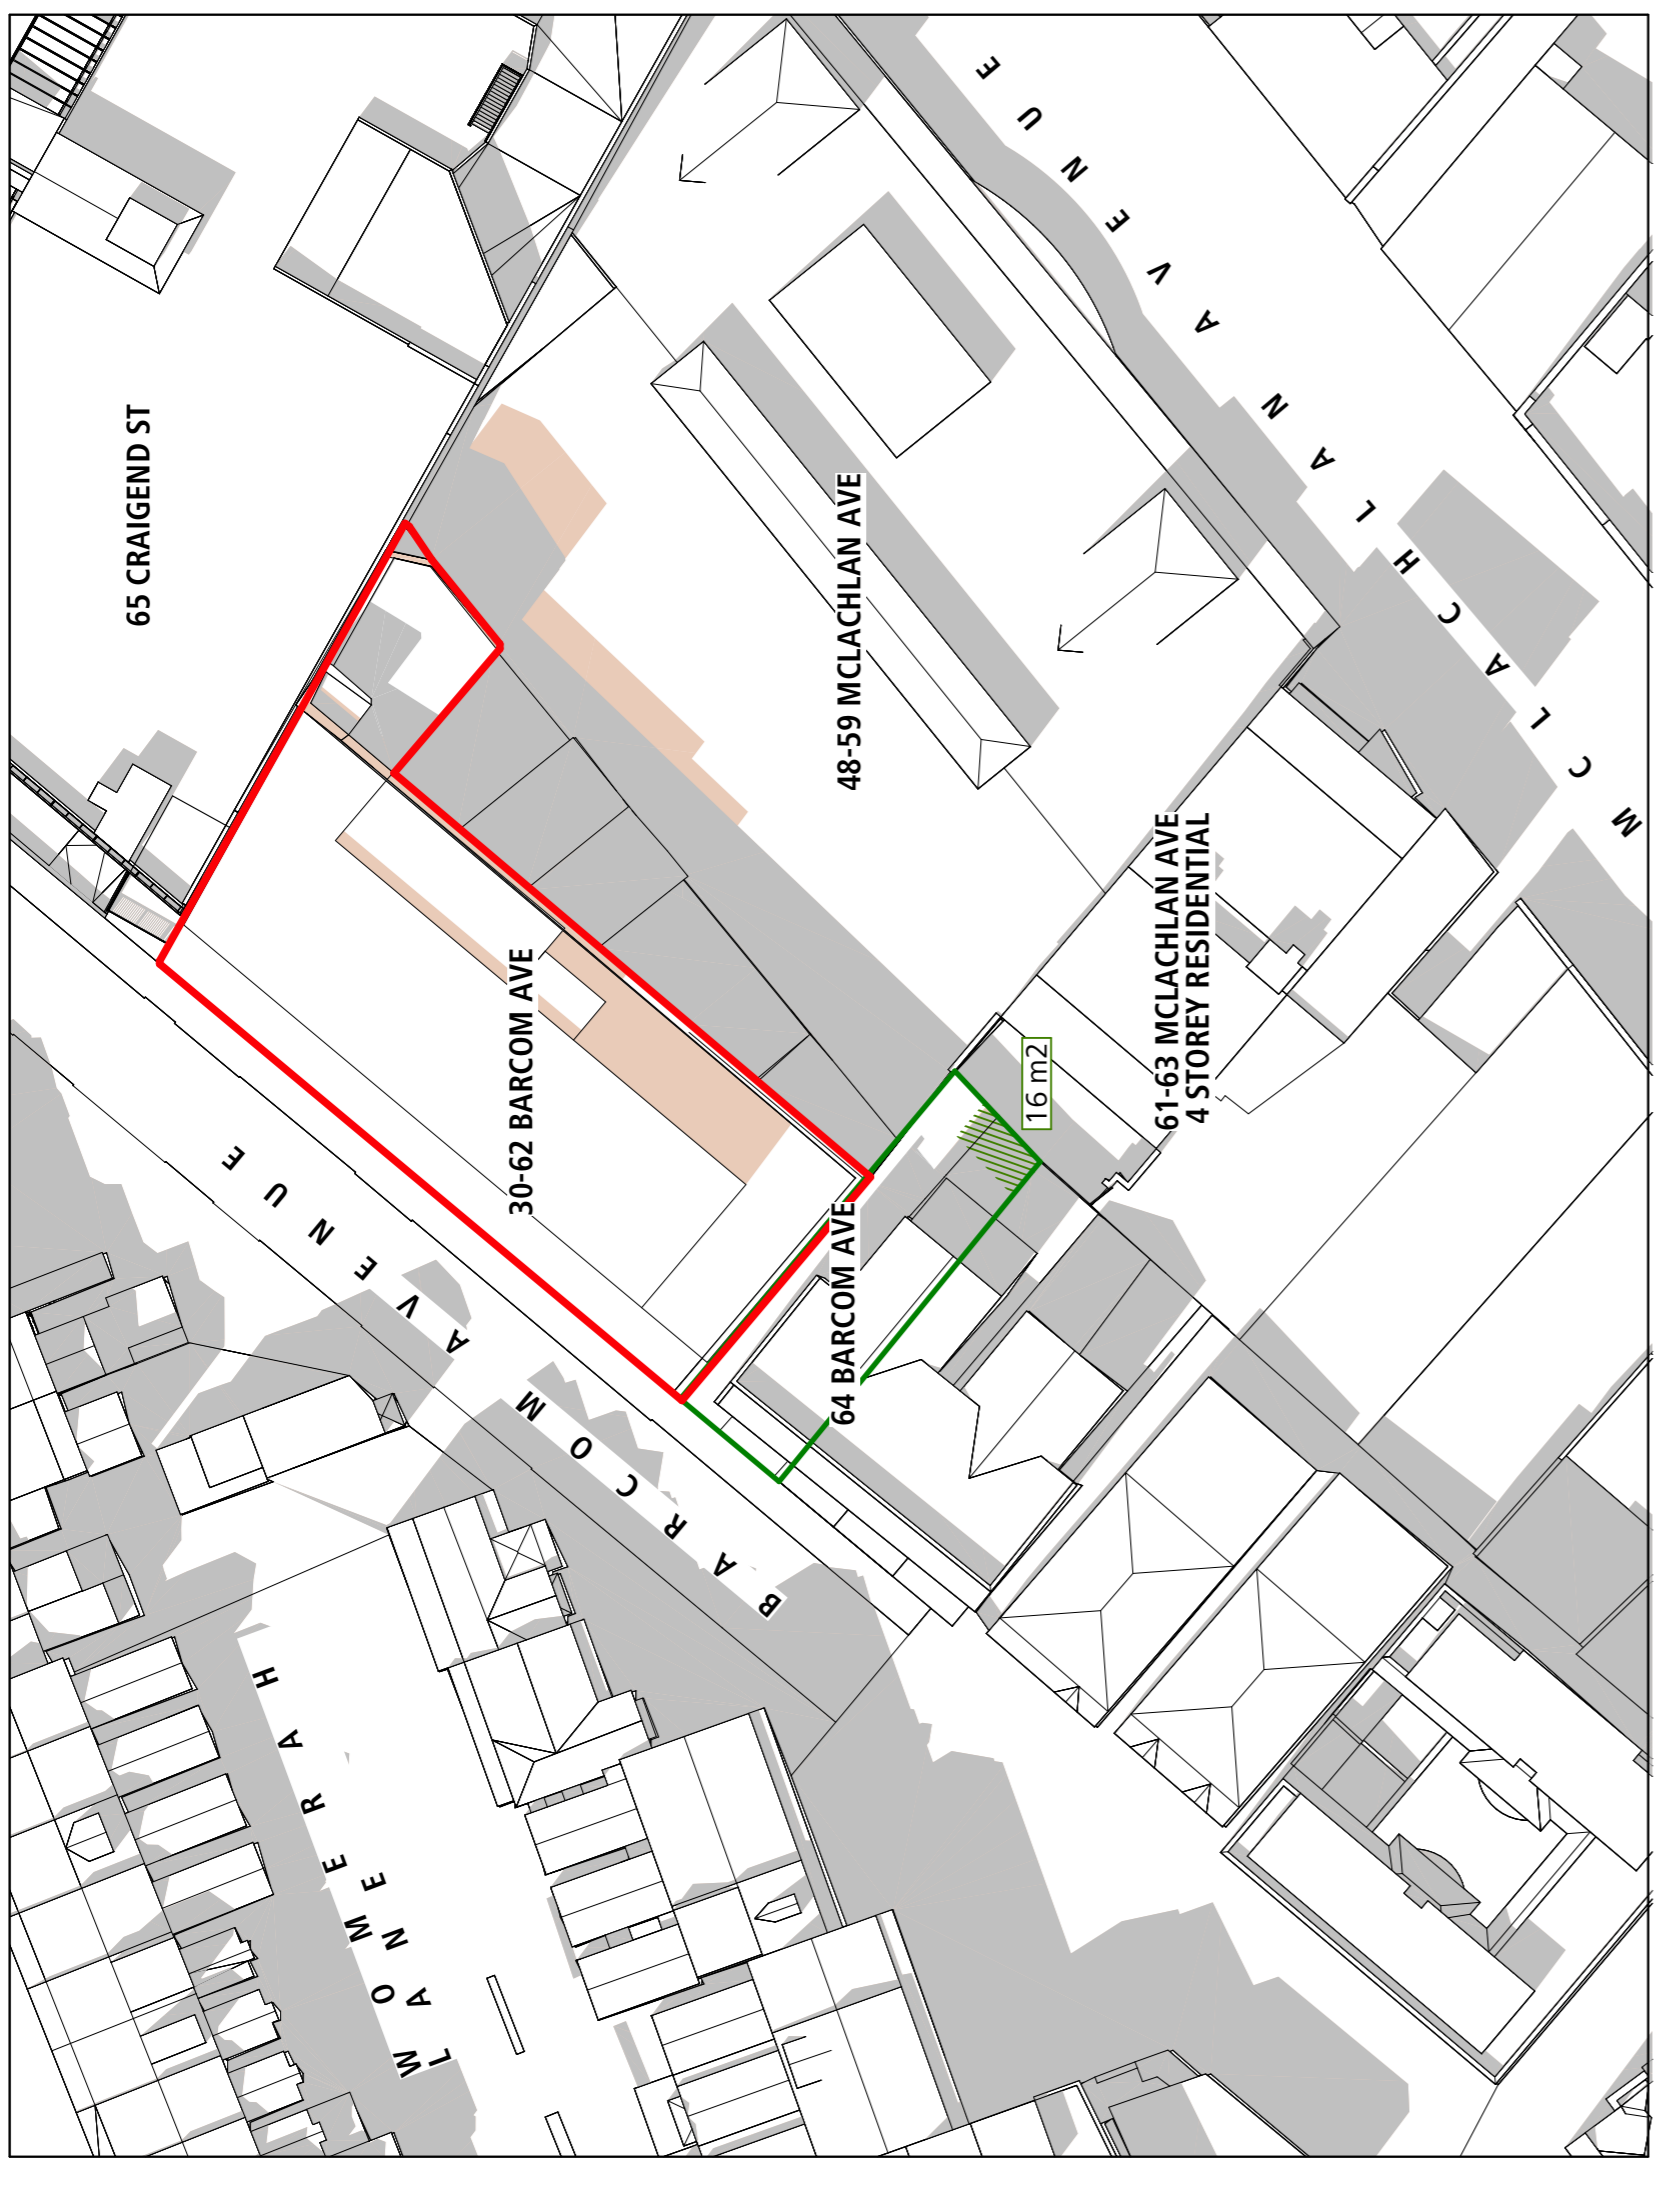 65 CRAIGEND ST
MCLACHLAN AVENUE
48-59 MCLACHLAN AVE
30-62 BARCOM AVE
61-63 MCLACHLAN AVE
4 STOREY RESIDENTIAL
16 m2
64 BARCOM AVE
BARCOM AVENUE
WOMEERAH
LANE